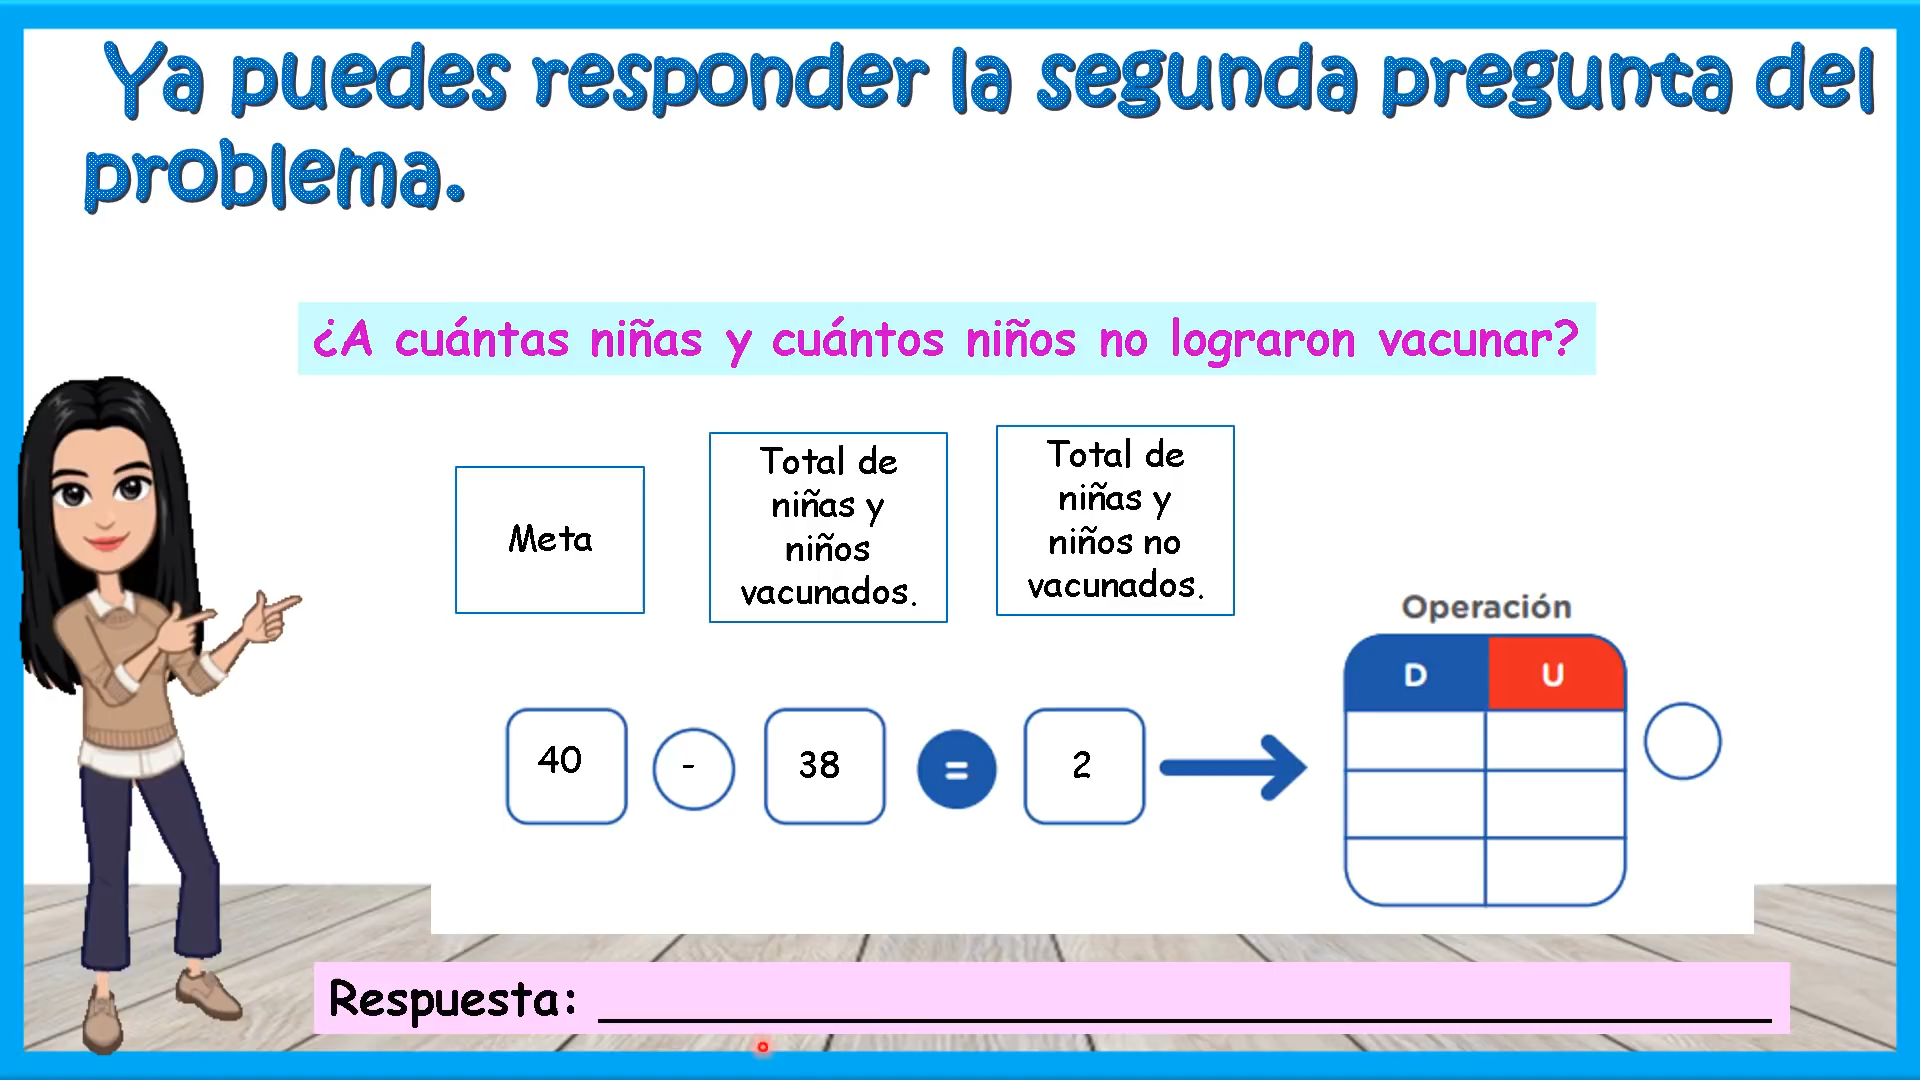 Ya puedes responder la segunda pregunta del
problema.
¿A cuántas niñas y cuántos niños no lograron vacunar?
Meta
Total de
niñas y
niños
vacunados.
Total de
niñas y
niños no
vacunados.
Operación
D U
40 - 38 = 2
Respuesta: ____________________